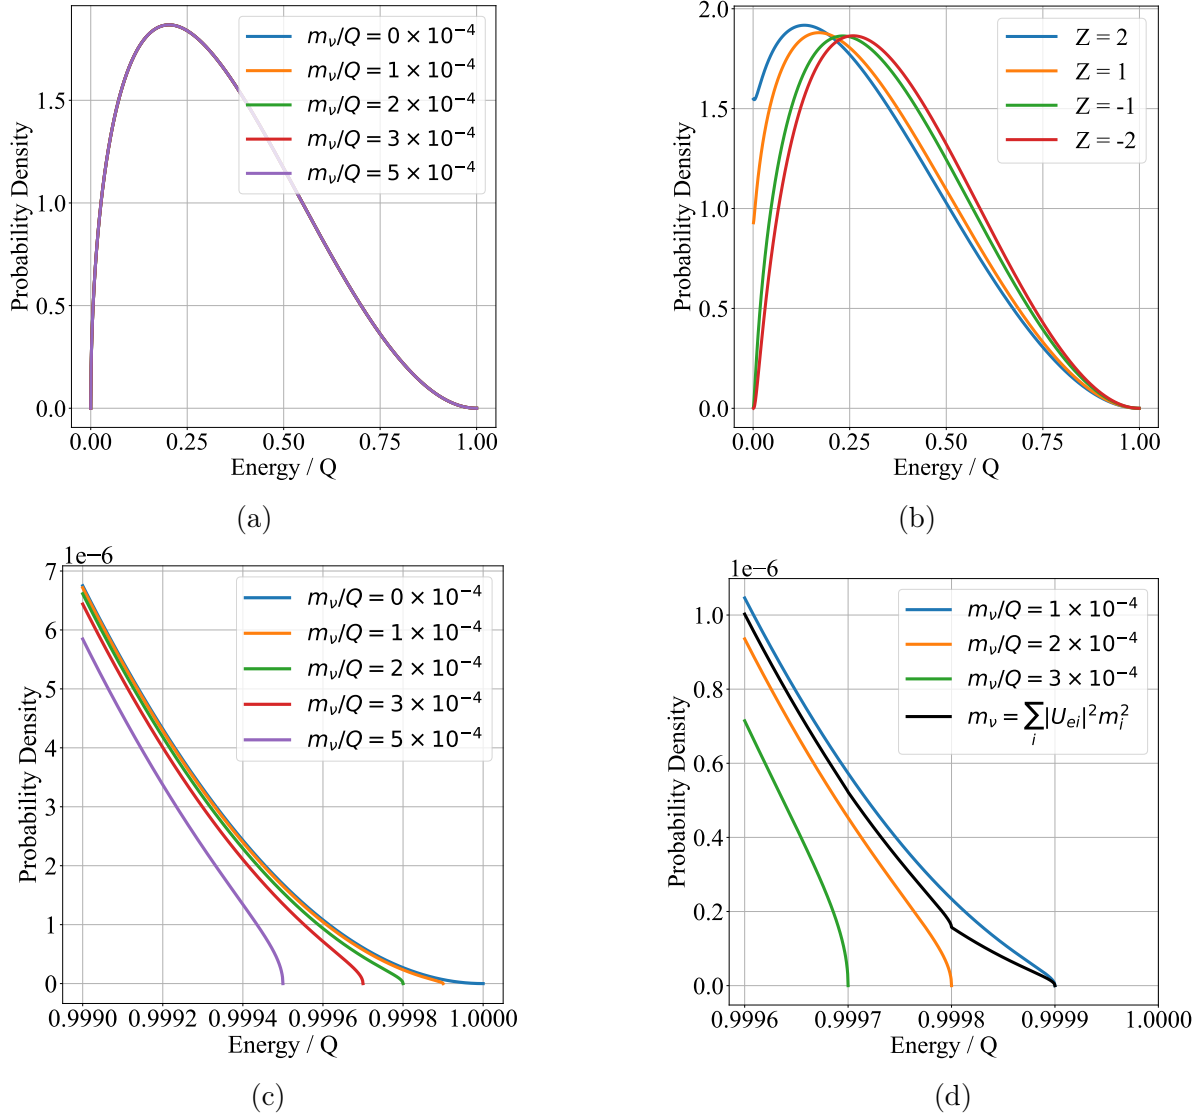 Probability Density
1.5
1.0
0.5
0.0
0.00 0.25 0.50 0.75 1.00
Energy / Q
m_ν/Q = 0 × 10⁻⁴
m_ν/Q = 1 × 10⁻⁴
m_ν/Q = 2 × 10⁻⁴
m_ν/Q = 3 × 10⁻⁴
m_ν/Q = 5 × 10⁻⁴
(a)
Probability Density
2.0
1.5
1.0
0.5
0.0
0.00 0.25 0.50 0.75 1.00
Energy / Q
Z = 2
Z = 1
Z = -1
Z = -2
(b)
1e−6
Probability Density
7
6
5
4
3
2
1
0
0.9990 0.9992 0.9994 0.9996 0.9998 1.0000
Energy / Q
m_ν/Q = 0 × 10⁻⁴
m_ν/Q = 1 × 10⁻⁴
m_ν/Q = 2 × 10⁻⁴
m_ν/Q = 3 × 10⁻⁴
m_ν/Q = 5 × 10⁻⁴
(c)
1e−6
Probability Density
1.0
0.8
0.6
0.4
0.2
0.0
0.9996 0.9997 0.9998 0.9999 1.0000
Energy / Q
m_ν/Q = 1 × 10⁻⁴
m_ν/Q = 2 × 10⁻⁴
m_ν/Q = 3 × 10⁻⁴
m_ν = ∑_i |U_{ei}|² m_i²
(d)